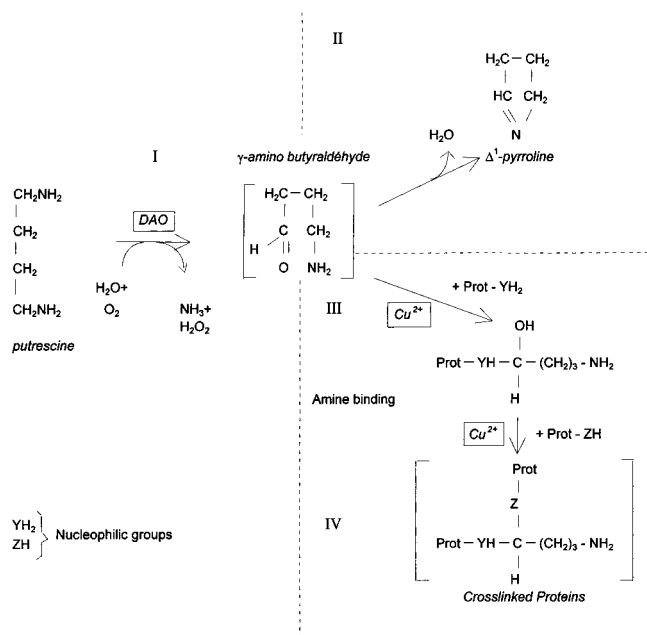 II
H₂C – CH₂
HC CH₂
N
Δ¹-pyrroline
H₂O
I
γ-amino butyraldéhyde
H₂C – CH₂
C CH₂
H
O NH₂
CH₂NH₂
CH₂
CH₂
CH₂NH₂
putrescine
DAO
H₂O+
O₂
NH₃+
H₂O₂
III
+ Prot - YH₂
Cu²⁺
OH
Prot – YH – C – (CH₂)₃ - NH₂
H
Amine binding
Cu²⁺
+ Prot - ZH
IV
Prot
Z
Prot – YH – C – (CH₂)₃ - NH₂
H
Crosslinked Proteins
YH₂
ZH
Nucleophilic groups